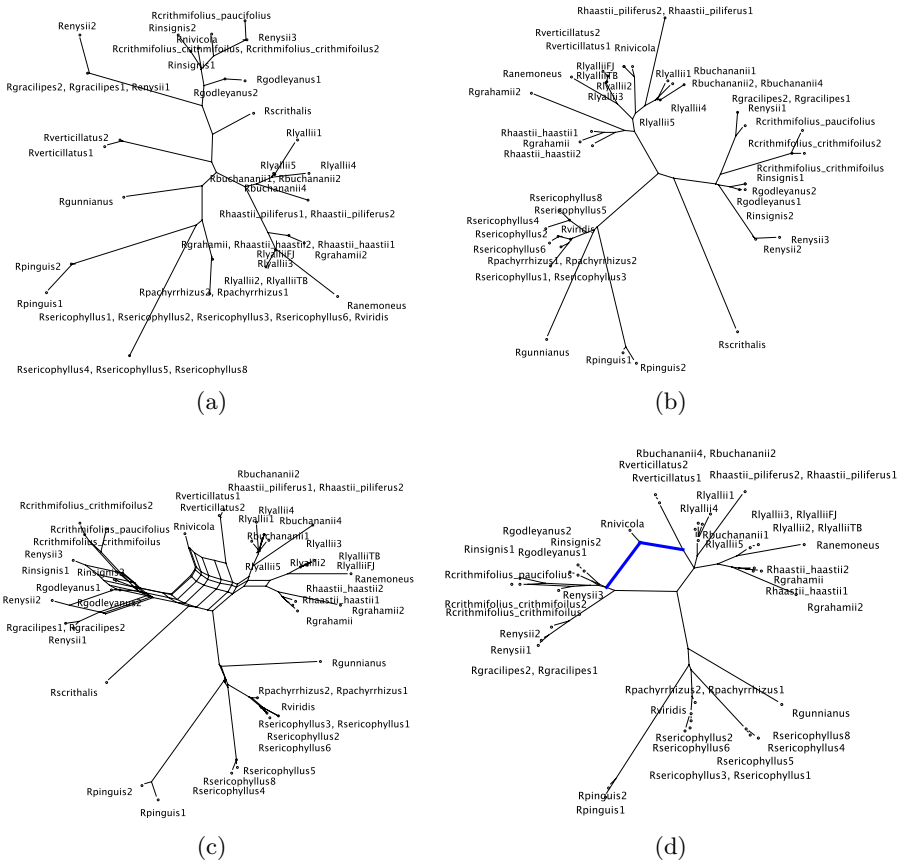 Rcrithmifolius_paucifolius
Renysii2
Rinsignis2
Rnivicola
Renysii3
Rcrithmifolius_crithmifoilus, Rcrithmifolius_crithmifoilus2
Rinsignis1
Rgodleyanus1
Rgracilipes2, Rgracilipes1, Renysii1
Rgodleyanus2
Rscrithalis
Rverticillatus2
Rlyallii1
Rverticillatus1
Rlyallii5
Rlyallii4
Rbuchananii1, Rbuchananii2
Rbuchananii4
Rgunnianus
Rhaastii_piliferus1, Rhaastii_piliferus2
Rgrahamii, Rhaastii_haastii2, Rhaastii_haastii1
RlyalliiFJ
Rgrahamii2
Rlyallii3
Rpinguis2
Rlyallii2, RlyalliiTB
Rpachyrrhizus2, Rpachyrrhizus1
Rpinguis1
Ranemoneus
Rsericophyllus1, Rsericophyllus2, Rsericophyllus3, Rsericophyllus6, Rviridis
Rsericophyllus4, Rsericophyllus5, Rsericophyllus8
(a)
Rhaastii_piliferus2, Rhaastii_piliferus1
Rverticillatus2
Rverticillatus1
Rnivicola
RlyalliiFJ
Ranemoneus
RlyalliiTB
Rlyallii1
Rbuchananii1
Rbuchananii2, Rbuchananii4
Rlyallii2
Rgrahamii2
Rlyallii3
Rgracilipes2, Rgracilipes1
Rlyallii4
Renysii1
Rlyallii5
Rcrithmifolius_paucifolius
Rhaastii_haastii1
Rgrahamii
Rcrithmifolius_crithmifoilus2
Rhaastii_haastii2
Rcrithmifolius_crithmifoilus
Rinsignis1
Rgodleyanus2
Rgodleyanus1
Rsericophyllus8
Rsericophyllus5
Rinsignis2
Rsericophyllus4
Rviridis
Rsericophyllus2
Renysii3
Rsericophyllus6
Renysii2
Rpachyrrhizus1, Rpachyrrhizus2
Rsericophyllus1, Rsericophyllus3
Rscrithalis
Rgunnianus
Rpinguis1
Rpinguis2
(b)
Rbuchananii2
Rhaastii_piliferus1, Rhaastii_piliferus2
Rverticillatus1
Rcrithmifolius_crithmifoilus2
Rverticillatus2
Rlyallii4
Rlyallii1
Rbuchananii4
Rnivicola
Rcrithmifolius_paucifolius
Rbuchananii1
Rcrithmifolius_crithmifoilus
Rlyallii3
Renysii3
RlyalliiTB
Rlyallii2
RlyalliiFJ
Rlyallii5
Rinsignis1
Rinsignis2
Ranemoneus
Rgodleyanus1
Rhaastii_haastii2
Renysii2
Rgodleyanus2
Rhaastii_haastii1
Rgrahamii2
Rgrahamii
Rgracilipes1, Rgracilipes2
Renysii1
Rgunnianus
Rscrithalis
Rpachyrrhizus2, Rpachyrrhizus1
Rviridis
Rsericophyllus3, Rsericophyllus1
Rsericophyllus2
Rsericophyllus6
Rsericophyllus5
Rsericophyllus8
Rsericophyllus4
Rpinguis2
Rpinguis1
(c)
Rbuchananii4, Rbuchananii2
Rverticillatus2
Rverticillatus1
Rhaastii_piliferus2, Rhaastii_piliferus1
Rlyallii1
Rlyallii4
Rlyallii3, RlyalliiFJ
Rnivicola
Rlyallii2, RlyalliiTB
Rgodleyanus2
Rbuchananii1
Rinsignis2
Rlyallii5
Ranemoneus
Rinsignis1
Rgodleyanus1
Rhaastii_haastii2
Rcrithmifolius_paucifolius
Rgrahamii
Renysii3
Rhaastii_haastii1
Rcrithmifolius_crithmifoilus2
Rgrahamii2
Rcrithmifolius_crithmifoilus
Renysii2
Renysii1
Rgracilipes2, Rgracilipes1
Rpachyrrhizus2, Rpachyrrhizus1
Rviridis
Rgunnianus
Rsericophyllus2
Rsericophyllus8
Rsericophyllus6
Rsericophyllus4
Rsericophyllus5
Rsericophyllus3, Rsericophyllus1
Rpinguis2
Rpinguis1
(d)